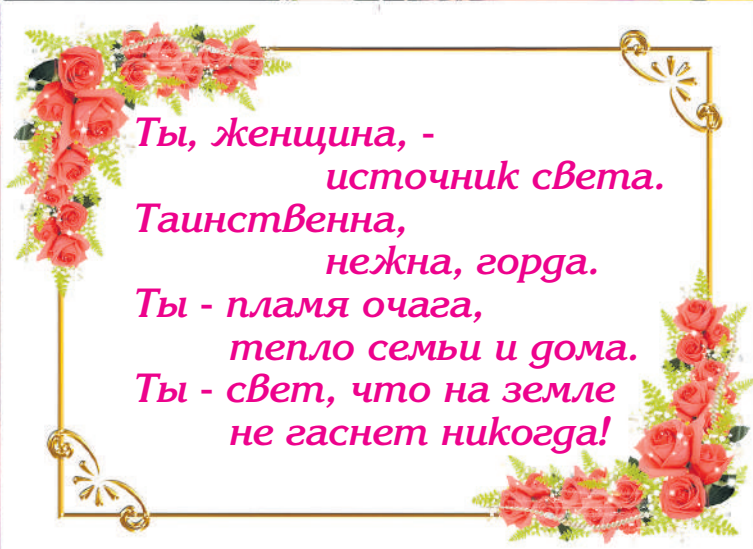 Ты, женщина, -
источник света.
Таинственна,
нежна, горда.
Ты - пламя очага,
тепло семьи и дома.
Ты - свет, что на земле
не гаснет никогда!